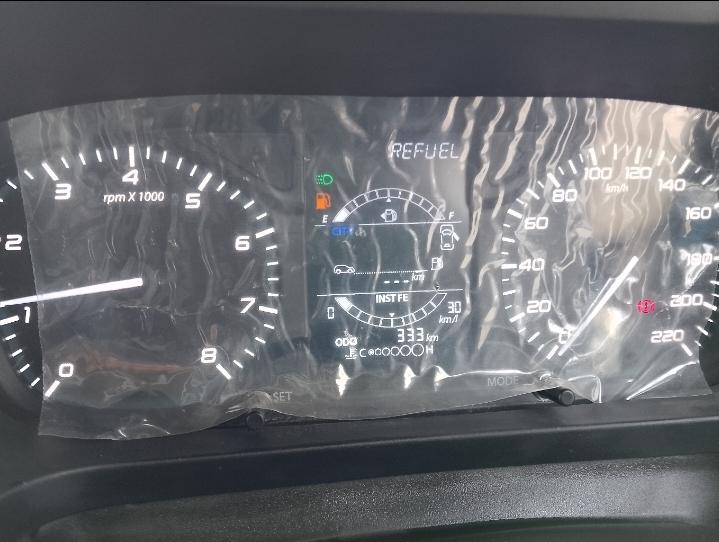 REFUEL
0
1
2
3
4
5
6
7
8
rpm X 1000
SET
E F
CITY
--- km
INST FE
0 30
km/l
ODO 333 km
C H
0
20
40
60
80
100
120
140
160
180
200
220
km/h
MODE